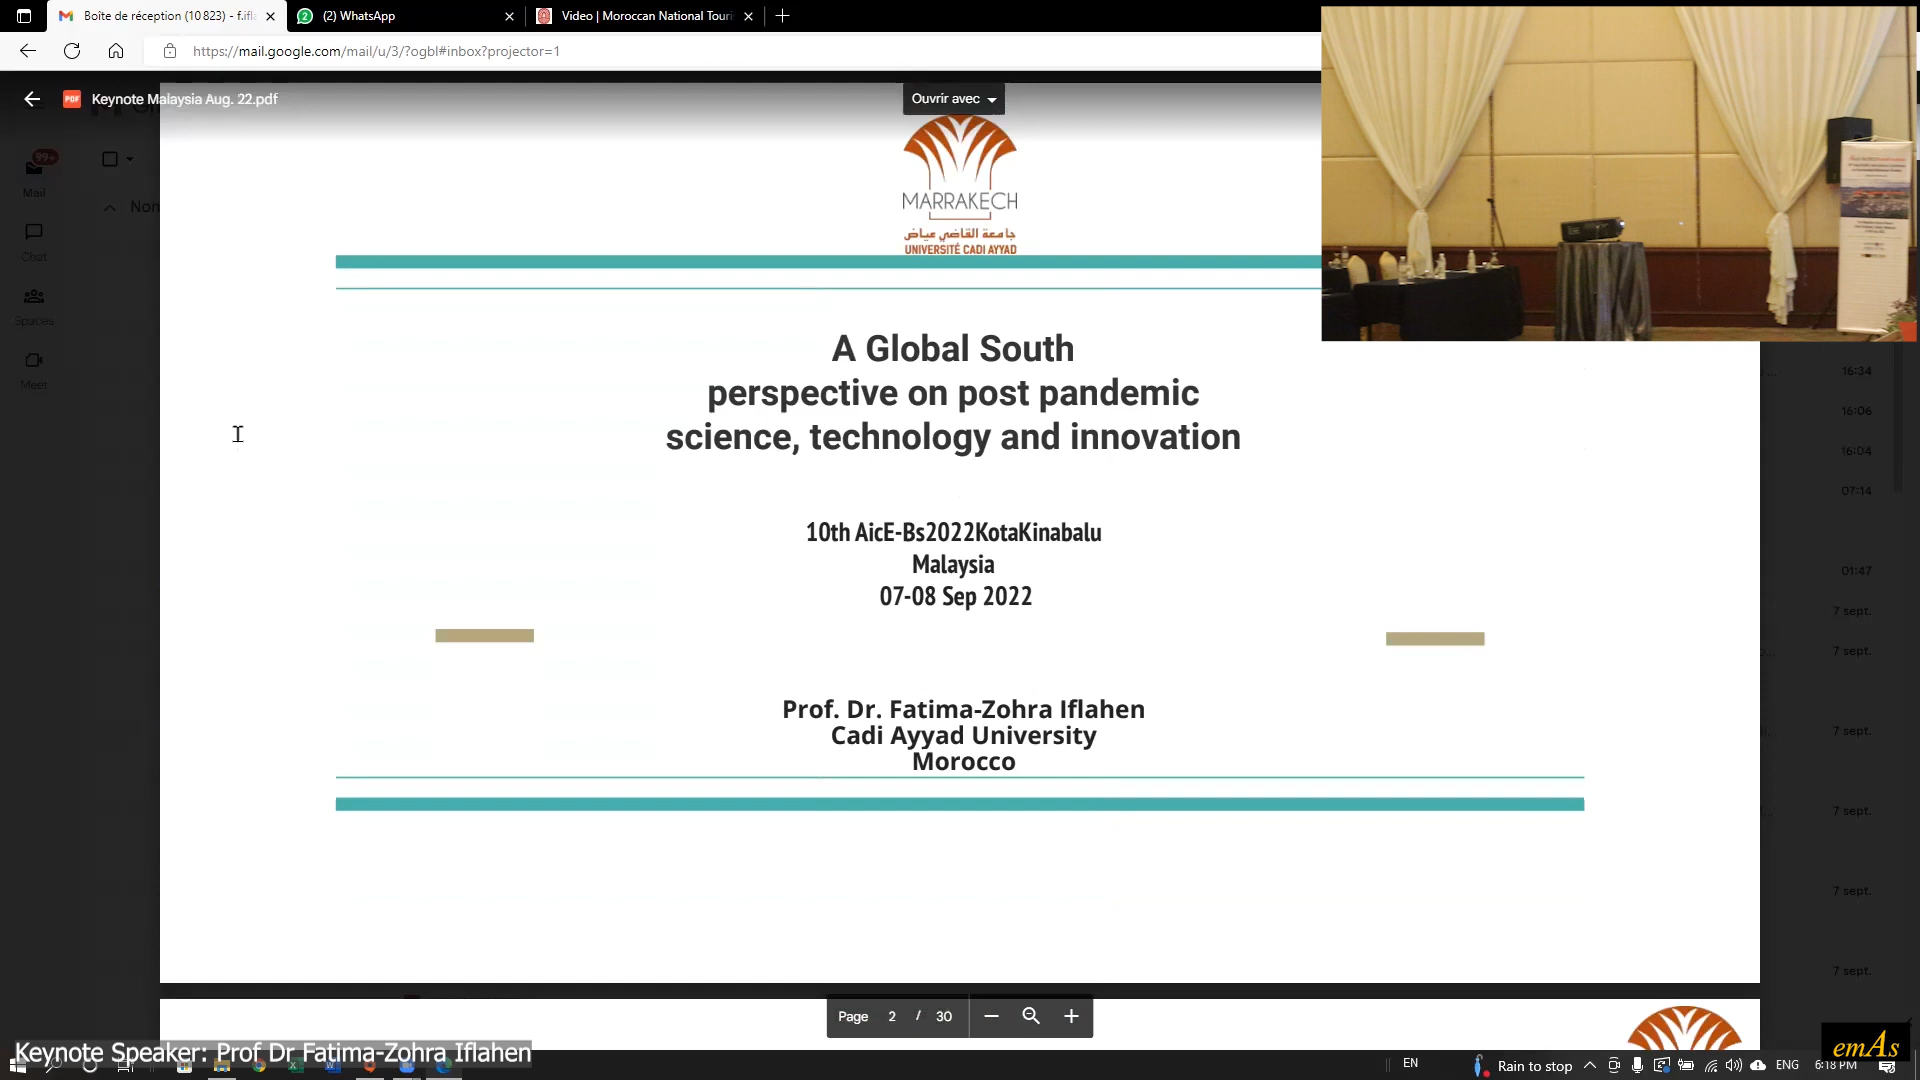 Boîte de réception (10 823) - f.ifla
(2) WhatsApp
Video | Moroccan National Touri
https://mail.google.com/mail/u/3/?ogbl#inbox?projector=1
PDF
Keynote Malaysia Aug. 22.pdf
Ouvrir avec
99+
Mail
Non
Chat
Spaces
Meet
MARRAKECH
جامعة القاضي عياض
UNIVERSITÉ CADI AYYAD
A Global South
perspective on post pandemic
science, technology and innovation
10th AicE-Bs2022KotaKinabalu
Malaysia
07-08 Sep 2022
Prof. Dr. Fatima-Zohra Iflahen
Cadi Ayyad University
Morocco
16:34
16:06
16:04
07:14
01:47
7 sept.
7 sept.
7 sept.
7 sept.
7 sept.
7 sept.
Page 2 / 30
Keynote Speaker: Prof Dr Fatima-Zohra Iflahen
emAs
EN
Rain to stop
ENG
6:18 PM